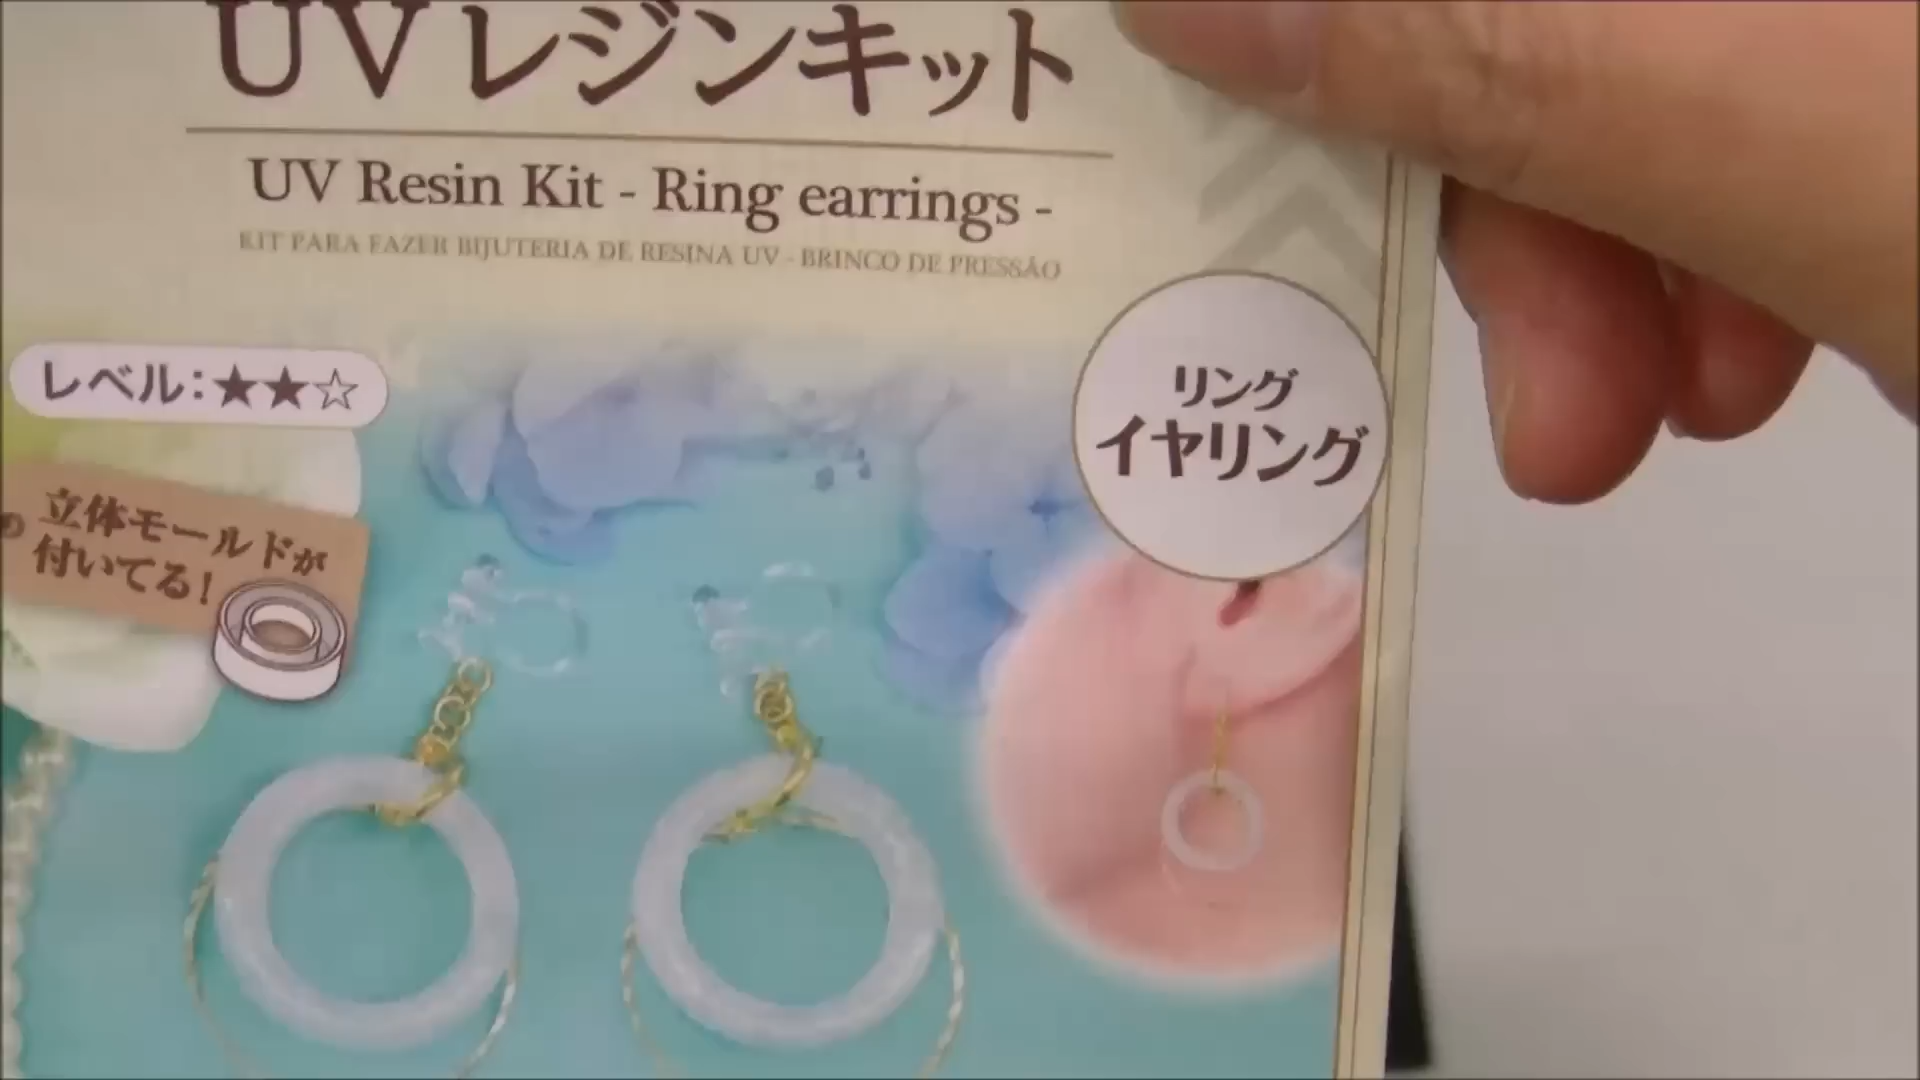 UVレジンキット
UV Resin Kit - Ring earrings -
KIT PARA FAZER BIJUTERIA DE RESINA UV - BRINCO DE PRESSÃO
レベル:★★☆
リング
イヤリング
立体モールドが
の付いてる!